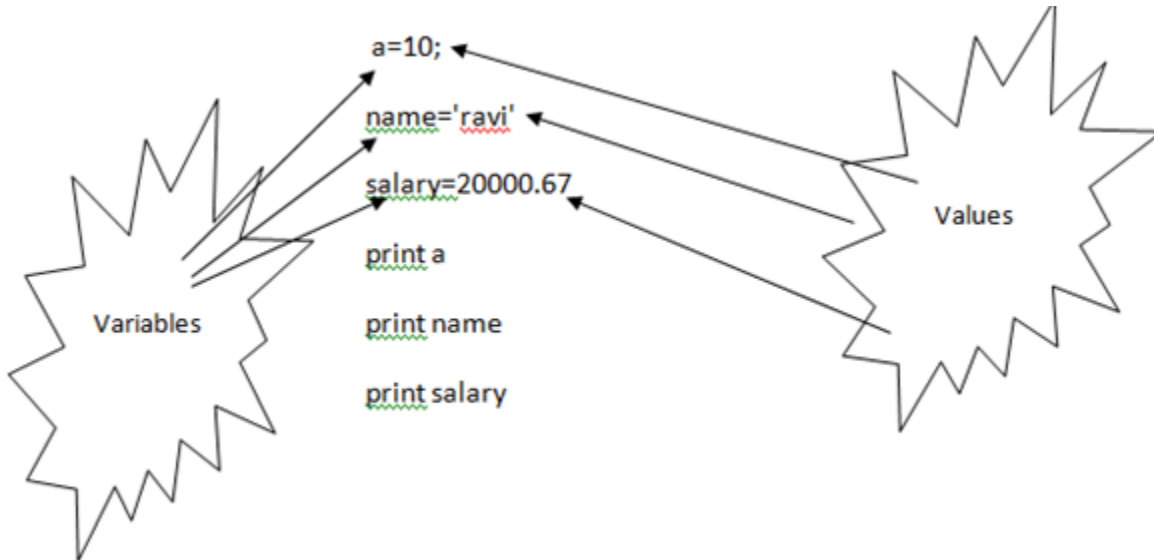 a=10;
name='ravi'
salary=20000.67
Values
print a
Variables
print name
print salary